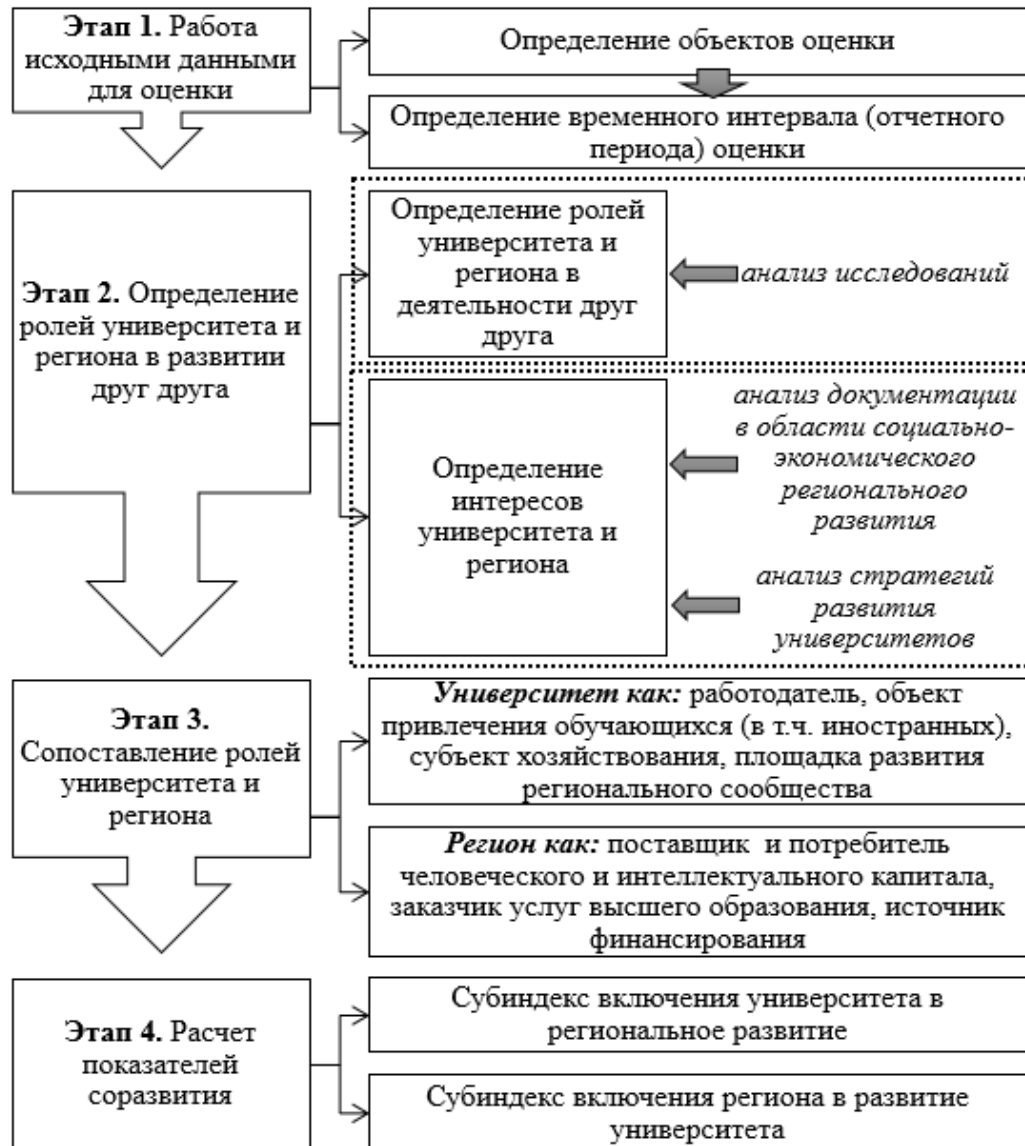 Этап 1. Работа
исходными данными
для оценки
Определение объектов оценки
Определение временного интервала (отчетного
периода) оценки
Этап 2. Определение
ролей университета и
региона в развитии
друг друга
Определение ролей
университета и
региона в
деятельности друг
друга
анализ исследований
Определение
интересов
университета и
региона
анализ документации
в области социально-
экономического
регионального
развития
анализ стратегий
развития
университетов
Этап 3.
Сопоставление ролей
университета и
региона
Университет как: работодатель, объект
привлечения обучающихся (в т.ч. иностранных),
субъект хозяйствования, площадка развития
регионального сообщества
Регион как: поставщик и потребитель
человеческого и интеллектуального капитала,
заказчик услуг высшего образования, источник
финансирования
Этап 4. Расчет
показателей
соразвития
Субиндекс включения университета в
региональное развитие
Субиндекс включения региона в развитие
университета